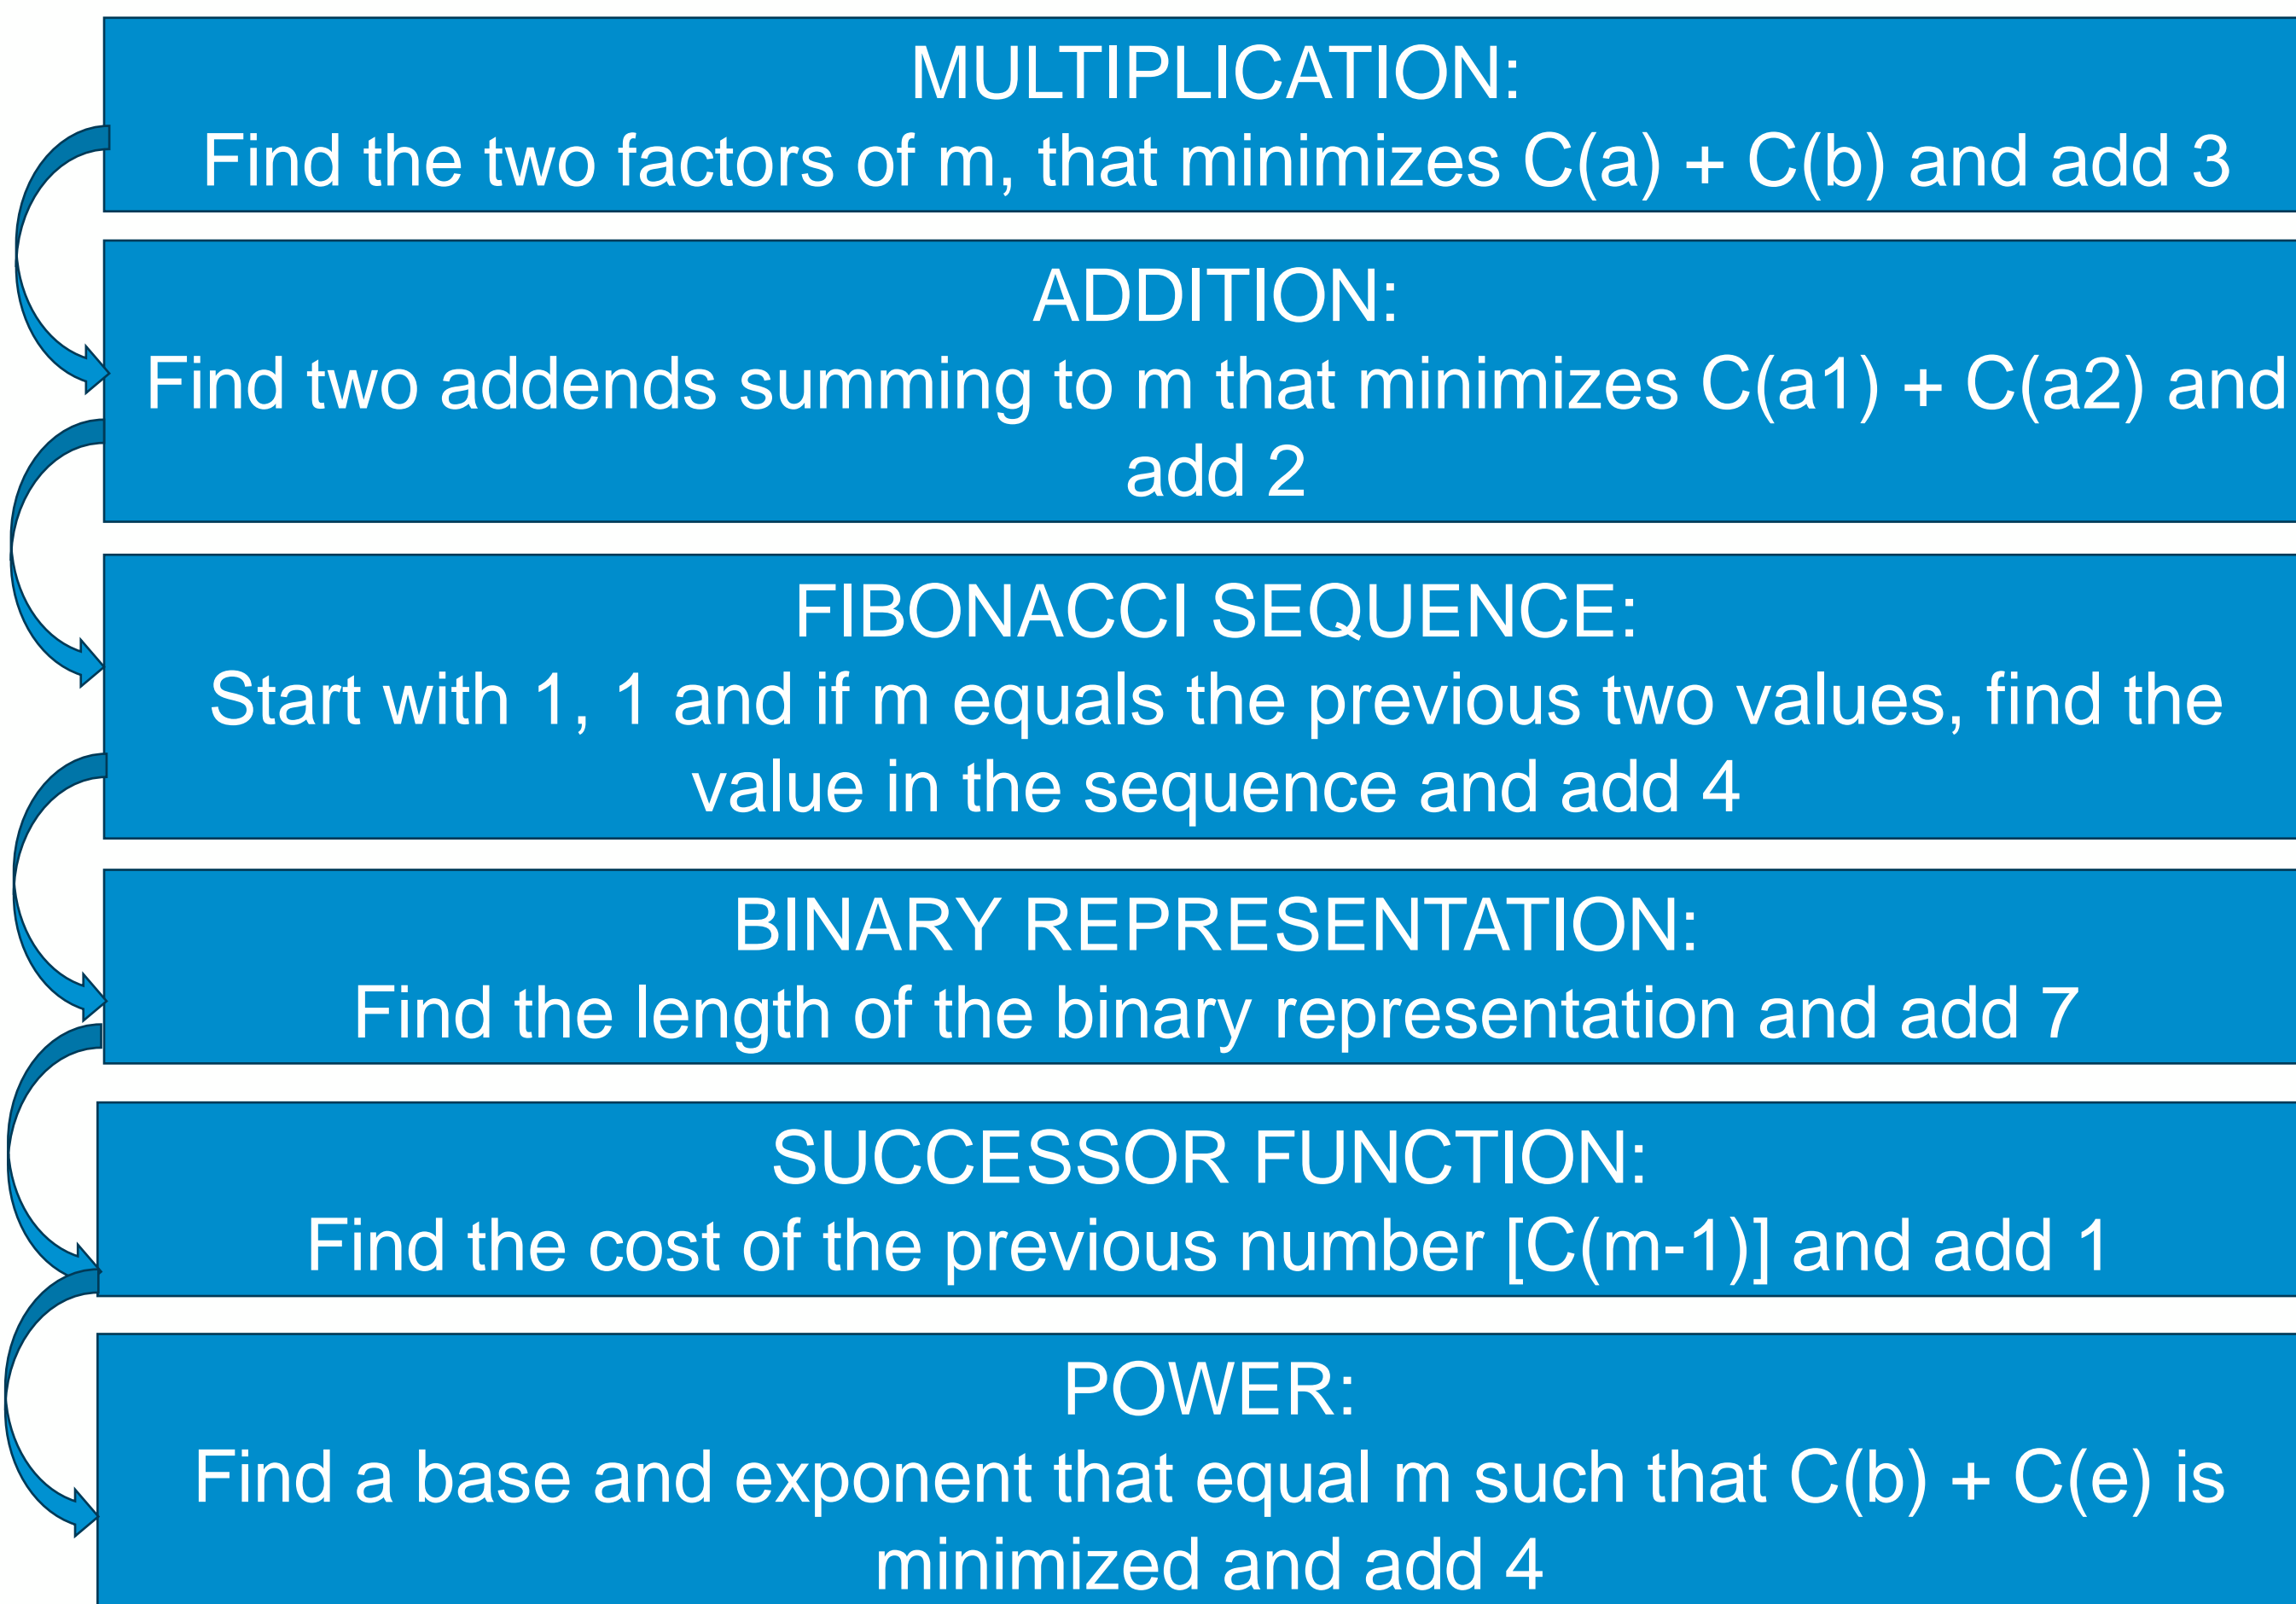 MULTIPLICATION:
Find the two factors of m, that minimizes C(a) + C(b) and add 3
ADDITION:
Find two addends summing to m that minimizes C(a1) + C(a2) and
add 2
FIBONACCI SEQUENCE:
Start with 1, 1 and if m equals the previous two values, find the
value in the sequence and add 4
BINARY REPRESENTATION:
Find the length of the binary representation and add 7
SUCCESSOR FUNCTION:
Find the cost of the previous number [C(m-1)] and add 1
POWER:
Find a base and exponent that equal m such that C(b) + C(e) is
minimized and add 4